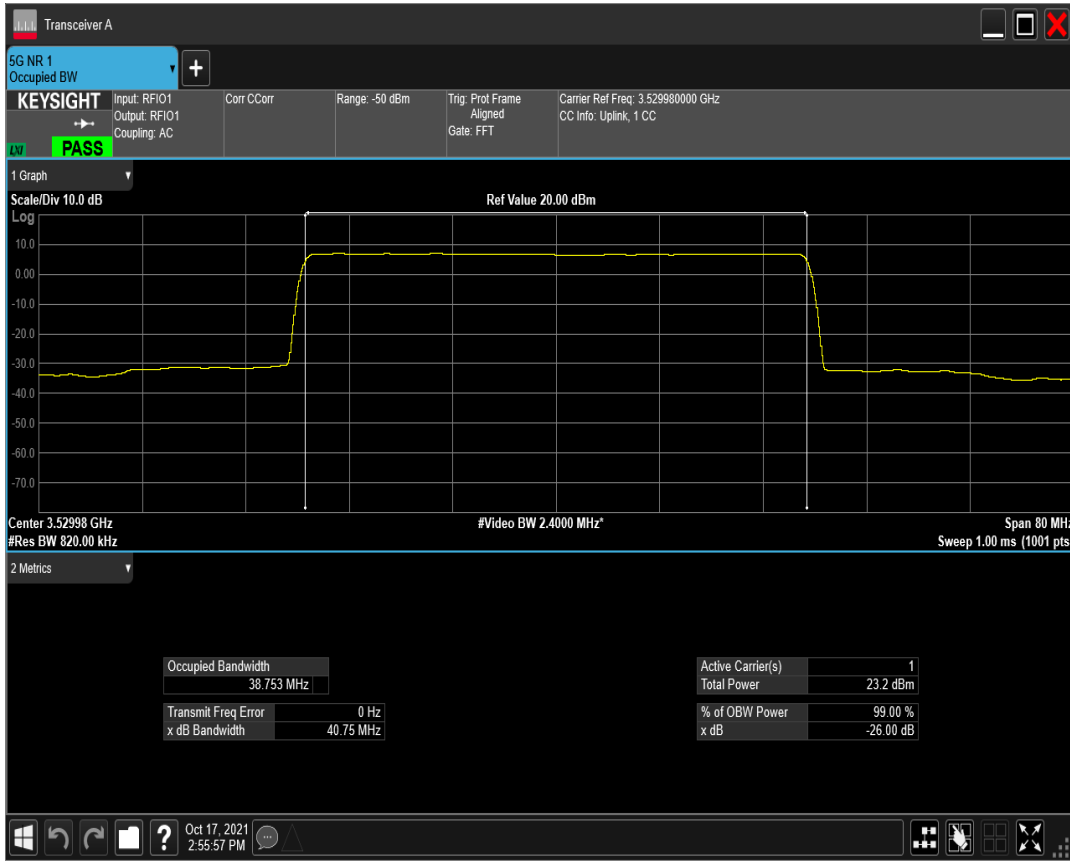 Transceiver A
5G NR 1
Occupied BW
KEYSIGHT
LXI
PASS
Input: RFIO1
Output: RFIO1
Coupling: AC
Corr CCorr
Range: -50 dBm
Trig: Prot Frame
Aligned
Gate: FFT
Carrier Ref Freq: 3.529980000 GHz
CC Info: Uplink, 1 CC
1 Graph
Scale/Div 10.0 dB
Ref Value 20.00 dBm
Log
10.0
0.00
-10.0
-20.0
-30.0
-40.0
-50.0
-60.0
-70.0
Center 3.52998 GHz
#Video BW 2.4000 MHz*
Span 80 MHz
#Res BW 820.00 kHz
Sweep 1.00 ms (1001 pts
2 Metrics
Occupied Bandwidth
38.753 MHz
Transmit Freq Error 0 Hz
x dB Bandwidth 40.75 MHz
Active Carrier(s) 1
Total Power 23.2 dBm
% of OBW Power 99.00 %
x dB -26.00 dB
?
Oct 17, 2021
2:55:57 PM